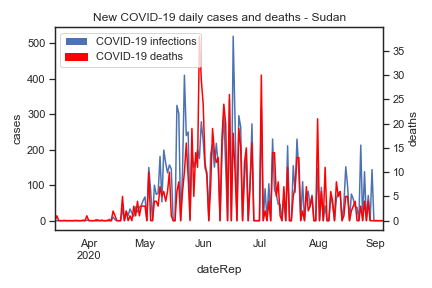 New COVID-19 daily cases and deaths - Sudan
COVID-19 infections
COVID-19 deaths
500
400
300
200
100
0
cases
35
30
25
20
15
10
5
0
deaths
Apr
2020
May
Jun
Jul
Aug
Sep
dateRep